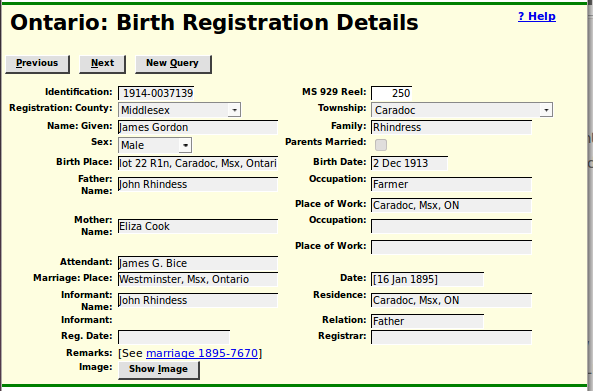 Ontario: Birth Registration Details
? Help
Previous Next New Query
Identification: 1914-0037139 MS 929 Reel: 250
Registration: County: Middlesex Township: Caradoc
Name: Given: James Gordon Family: Rhindress
Sex: Male Parents Married:
Birth Place: lot 22 R1n, Caradoc, Msx, Ontari Birth Date: 2 Dec 1913
Father: Name: John Rhindess Occupation: Farmer
Place of Work: Caradoc, Msx, ON
Mother: Name: Eliza Cook Occupation:
Place of Work:
Attendant: James G. Bice
Marriage: Place: Westminster, Msx, Ontario Date: [16 Jan 1895]
Informant: Name: John Rhindess Residence: Caradoc, Msx, ON
Informant: Relation: Father
Reg. Date: Registrar:
Remarks: [See marriage 1895-7670]
Image: Show Image